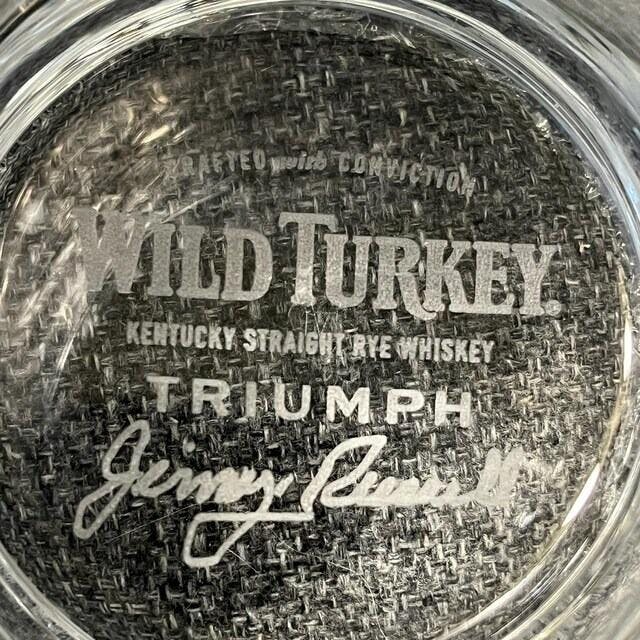 CRAFTED with CONVICTION
WILD TURKEY®
KENTUCKY STRAIGHT RYE WHISKEY
TRIUMPH
Jimmy Russell